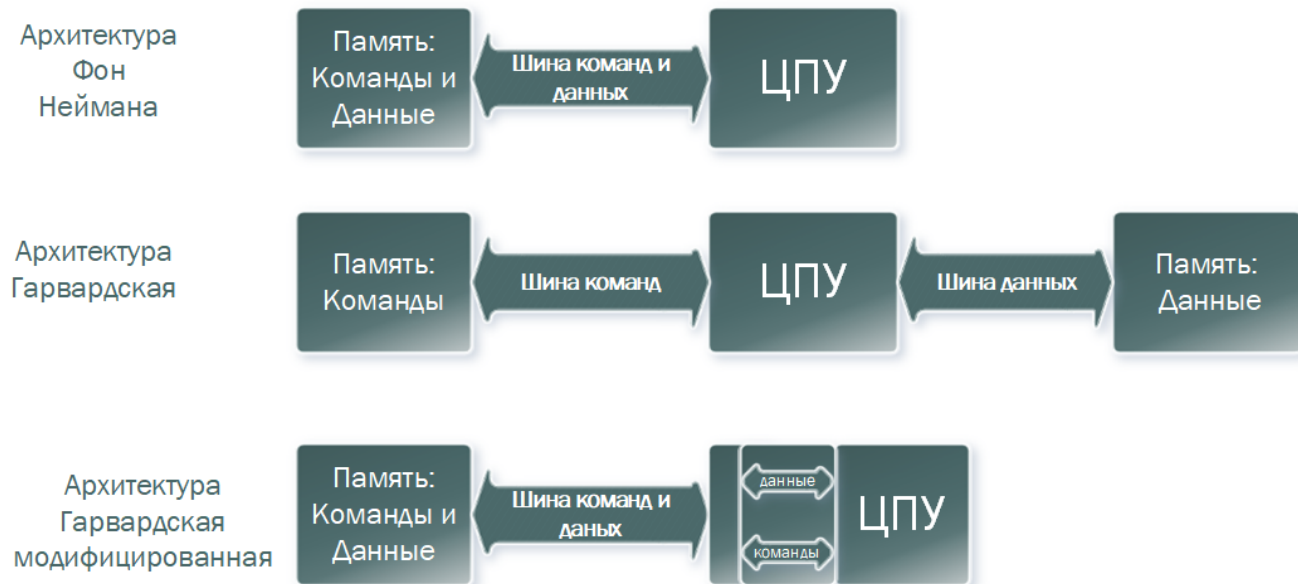 Архитектура
Фон
Неймана
Память:
Команды и
Данные
Шина команд и
данных
ЦПУ
Архитектура
Гарвардская
Память:
Команды
Шина команд
ЦПУ
Шина данных
Память:
Данные
Архитектура
Гарвардская
модифицированная
Память:
Команды и
Данные
Шина команд и
даных
данные
команды
ЦПУ